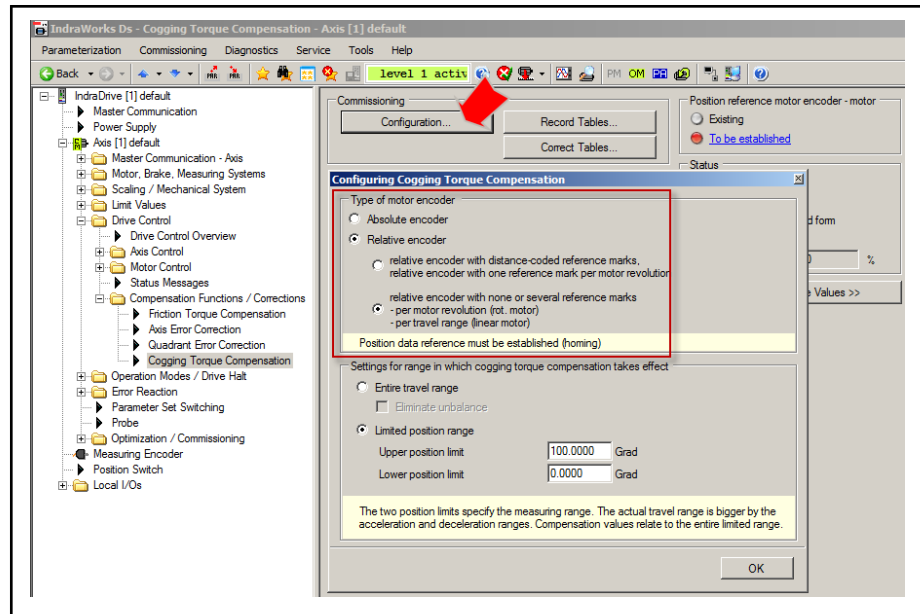 IndraWorks Ds - Cogging Torque Compensation - Axis [1] default
Parameterization Commissioning Diagnostics Service Tools Help
Back PAR PAR level 1 activ PM OM
IndraDrive [1] default
Master Communication
Power Supply
Axis [1] default
Master Communication - Axis
Motor, Brake, Measuring Systems
Scaling / Mechanical System
Limit Values
Drive Control
Drive Control Overview
Axis Control
Motor Control
Status Messages
Compensation Functions / Corrections
Friction Torque Compensation
Axis Error Correction
Quadrant Error Correction
Cogging Torque Compensation
Operation Modes / Drive Halt
Error Reaction
Parameter Set Switching
Probe
Optimization / Commissioning
Measuring Encoder
Position Switch
Local I/Os
Commissioning
Configuration...
Record Tables...
Correct Tables...
Position reference motor encoder - motor
Existing
To be established
Status
d form
%
Values >>
Configuring Cogging Torque Compensation
Type of motor encoder
Absolute encoder
Relative encoder
relative encoder with distance-coded reference marks,
relative encoder with one reference mark per motor revolution
relative encoder with none or several reference marks
- per motor revolution (rot. motor)
- per travel range (linear motor)
Position data reference must be established (homing)
Settings for range in which cogging torque compensation takes effect
Entire travel range
Eliminate unbalance
Limited position range
Upper position limit 100.0000 Grad
Lower position limit 0.0000 Grad
The two position limits specify the measuring range. The actual travel range is bigger by the
acceleration and deceleration ranges. Compensation values relate to the entire limited range.
OK